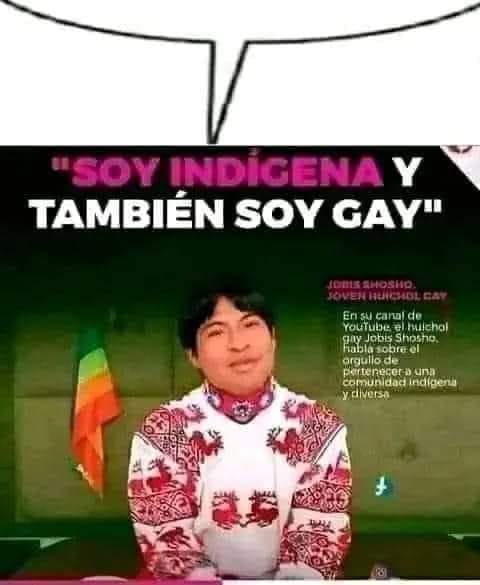 "SOY INDÍGENA Y
TAMBIÉN SOY GAY"
JOBIS SHOSHO,
JOVEN HUICHOL GAY
En su canal de
YouTube, el huichol
gay Jobis Shosho,
habla sobre el
orgullo de
pertenecer a una
comunidad indígena
y diversa